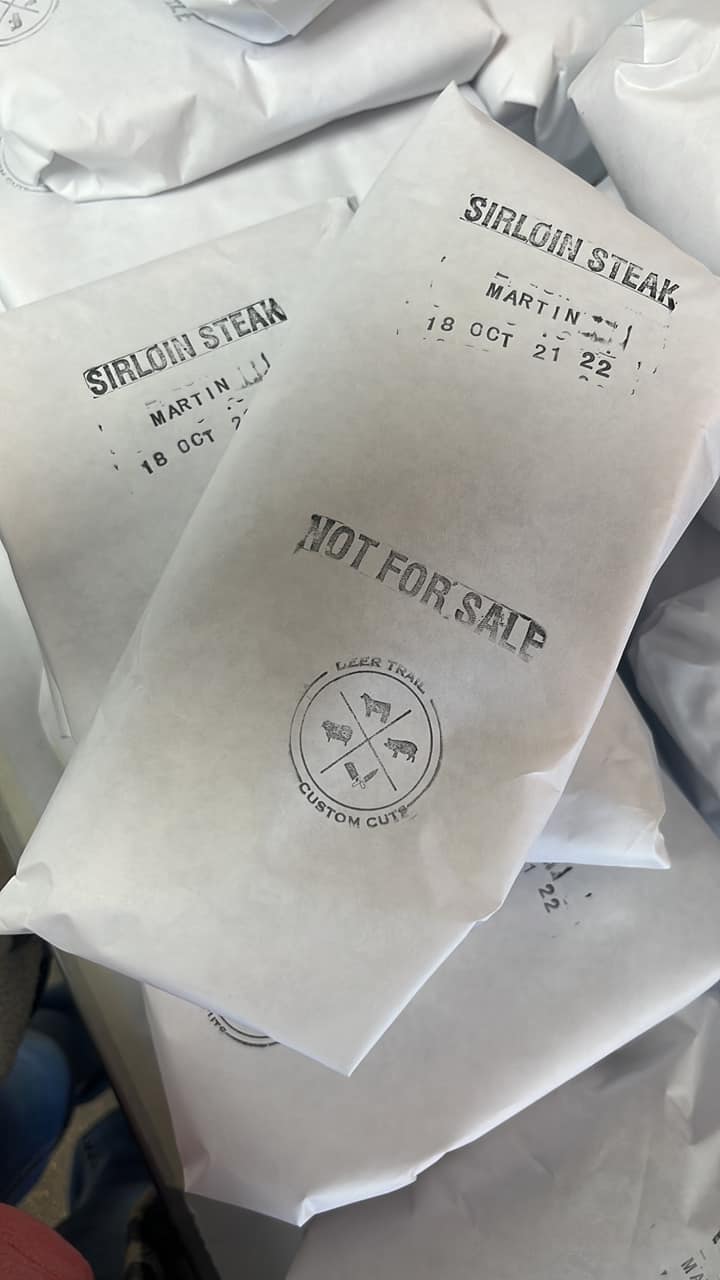 SIRLOIN STEAK
MARTIN
18 OCT 21 22
SIRLOIN STEAK
MARTIN
18 OCT
NOT FOR SALE
DEER TRAIL
CUSTOM CUTS
22